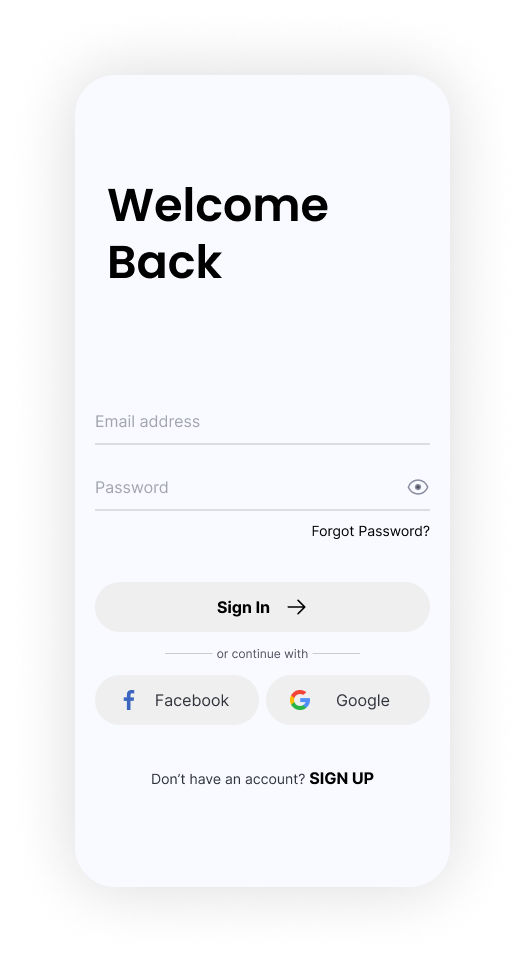 Welcome
Back
Email address
Password
Forgot Password?
Sign In
or continue with
Facebook
Google
Don’t have an account? SIGN UP